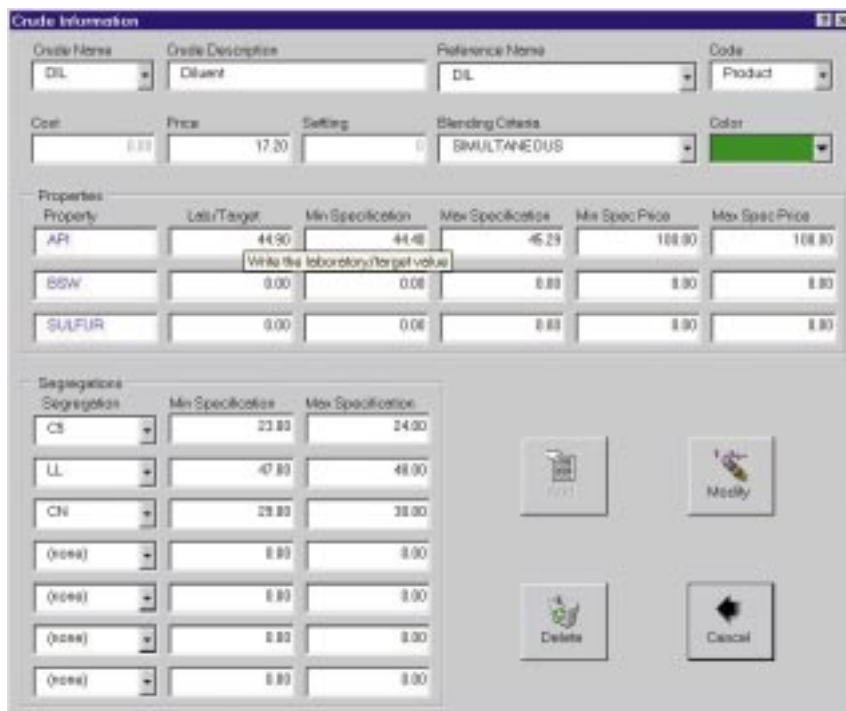 Crude Information
Crude Name Crude Description Reference Name Code
DIL Diluent DIL Product
Cost Price Setting Blending Criteria Color
0.00 17.20 0 SIMULTANEOUS
Properties
Property Lab/Target Min Specification Max Specification Min Spec Price Max Spec Price
API 44.90 44.40 45.29 100.00 100.00
Write the laboratory/target value
BSW 0.00 0.00 0.00 0.00 0.00
SULFUR 0.00 0.00 0.00 0.00 0.00
Segregations
Segregation Min Specification Max Specification
CS 23.00 24.00
LL 47.00 48.00
CN 29.00 30.00
Add Modify
(none) 0.00 0.00
(none) 0.00 0.00
(none) 0.00 0.00
(none) 0.00 0.00
Delete Cancel